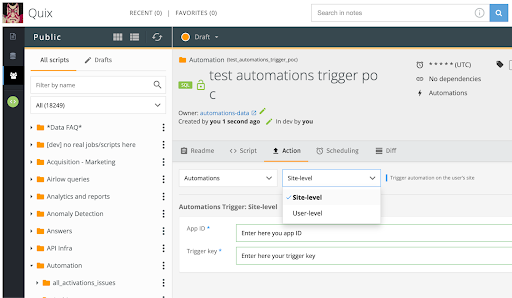 Quix
RECENT (0) | FAVORITES (0)
Search in notes
Public
Draft
All scripts
Drafts
Filter by name
All (18249)
*Data FAQ*
[dev] no real jobs/scripts here
Acquisition - Marketing
Airflow queries
Analytics and reports
Anomaly Detection
Answers
API Infra
Automation
all_activations_issues
Automation (test_automations_trigger_poc)
SQL
test automations trigger po
c
Owner: automations-data
Created by you 1 second ago
In dev by you
* * * * * (UTC)
No dependencies
Automations
Readme
Script
Action
Scheduling
Diff
Automations
Site-level
Trigger automation on the user's site
Site-level
User-level
Automations Trigger: Site-level
App ID *
Enter here you app ID
Trigger key *
Enter here your trigger key